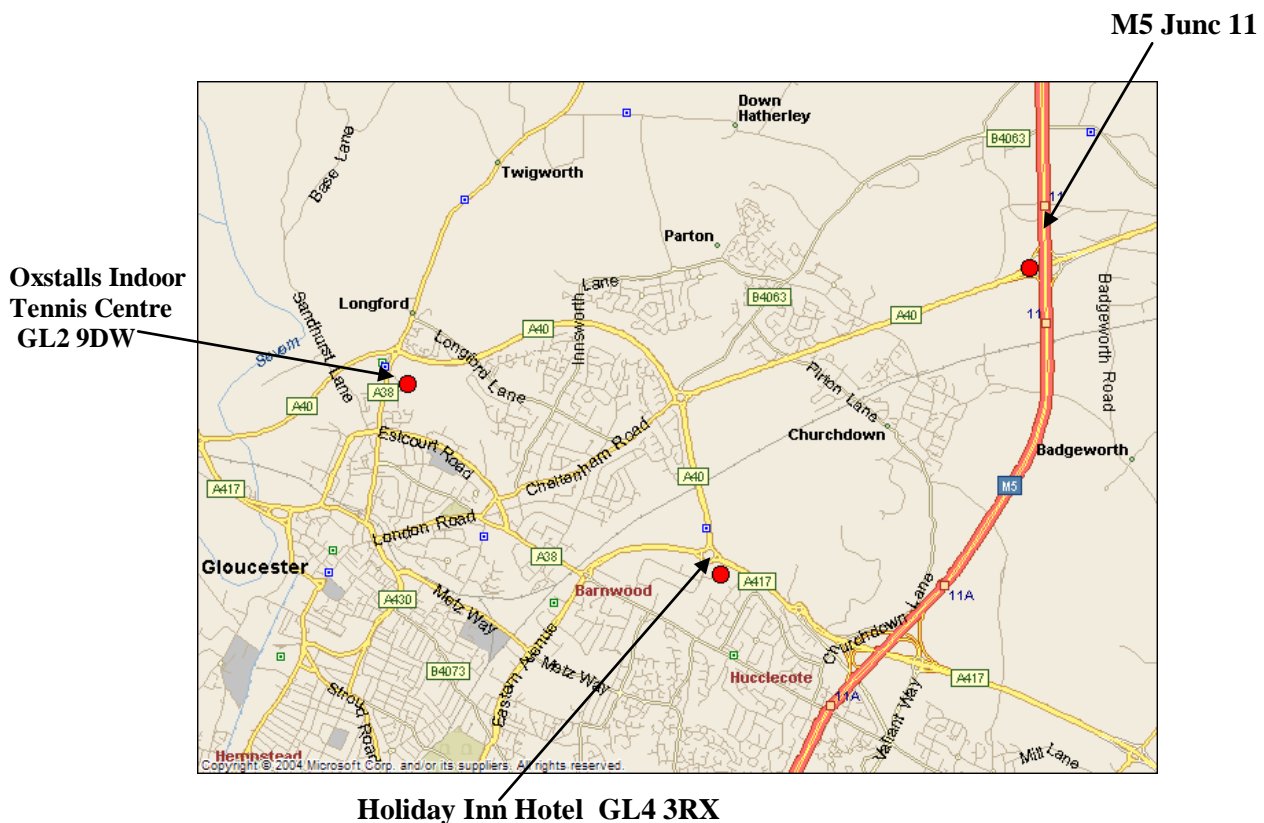 M5 Junc 11
Down
Hatherley
B4063
Base Lane
Twigworth
11
Parton
Oxstalls Indoor
Tennis Centre
GL2 9DW
Longford
Innsworth
Lane
B4063
Badgeworth Road
Sandhurst Lane
Severn
A40
A40
11
Longford Lane
Pirton Lane
A38
A40
Churchdown
Estcourt Road
Cheltenham Road
Badgeworth
A417
A40
M5
London Road
Gloucester
A38
Barnwood
A417
A430
Metz Way
11A
Churchdown Lane
Eastern Avenue
Metz Way
B4073
Hucclecote
A417
Stroud Road
11A
Valiant Way
Hempstead
Mill Lane
Copyright © 2004 Microsoft Corp. and/or its suppliers. All rights reserved.
Holiday Inn Hotel GL4 3RX